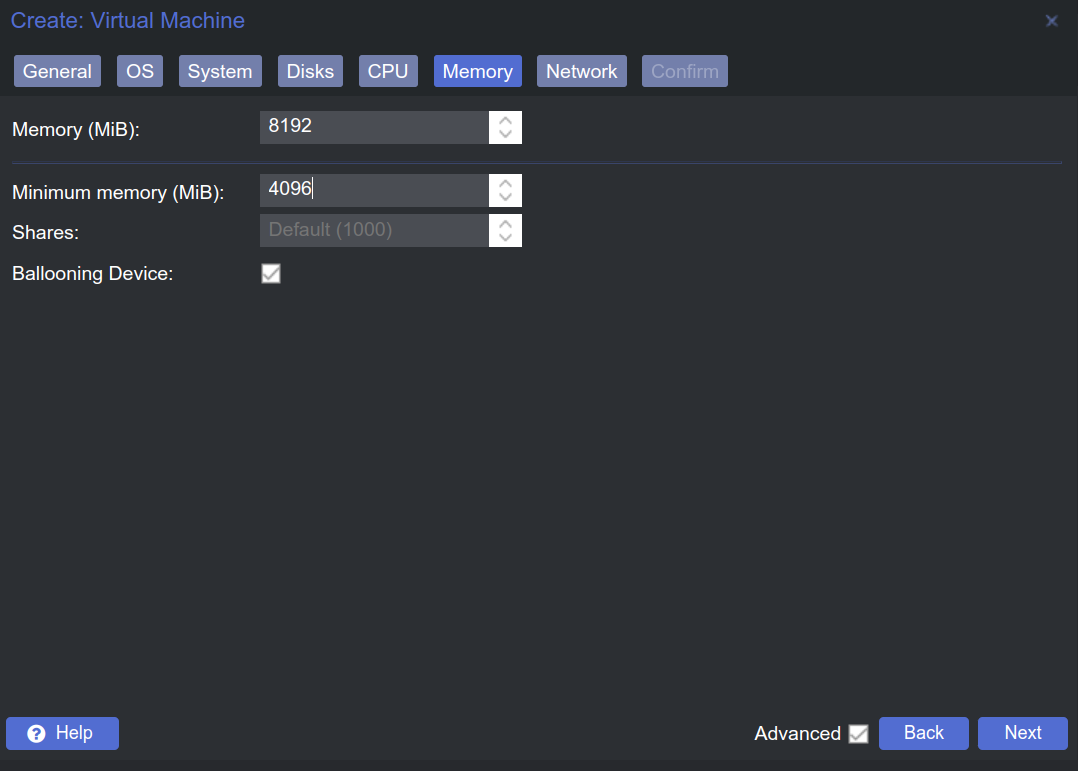 Create: Virtual Machine
General OS System Disks CPU Memory Network Confirm
Memory (MiB): 8192
Minimum memory (MiB): 4096
Shares: Default (1000)
Ballooning Device:
Help Advanced Back Next